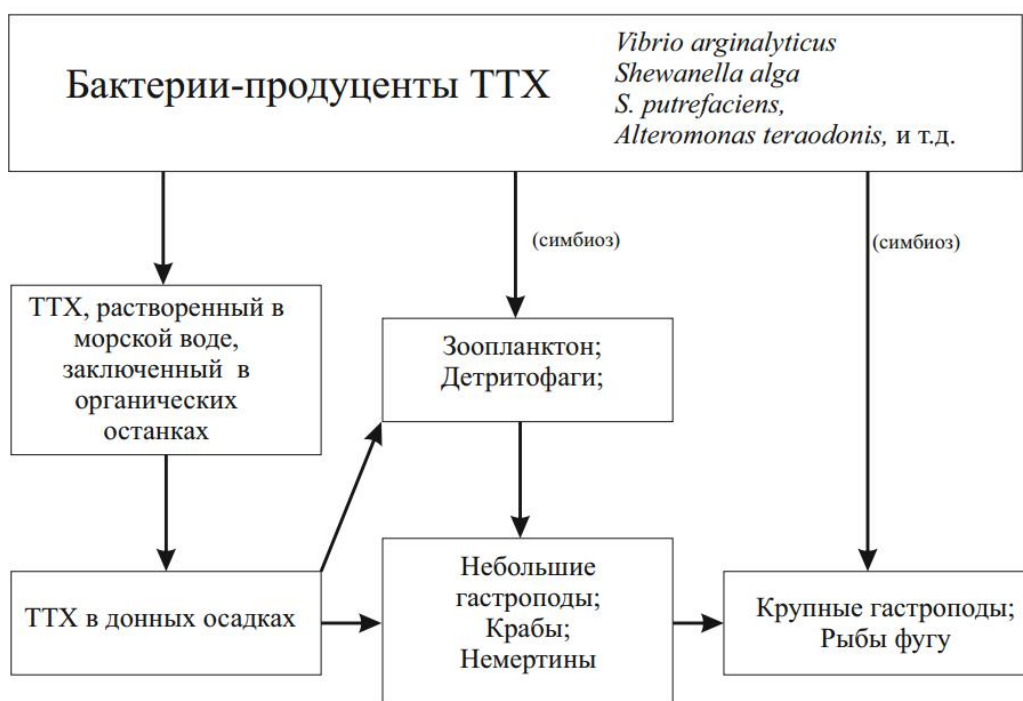 Бактерии-продуценты ТТХ
Vibrio arginalyticus
Shewanella alga
S. putrefaciens,
Alteromonas teraodonis, и т.д.
(симбиоз)
(симбиоз)
ТТХ, растворенный в
морской воде,
заключенный в
органических
останках
Зоопланктон;
Детритофаги;
ТТХ в донных осадках
Небольшие
гастроподы;
Крабы;
Немертины
Крупные гастроподы;
Рыбы фугу